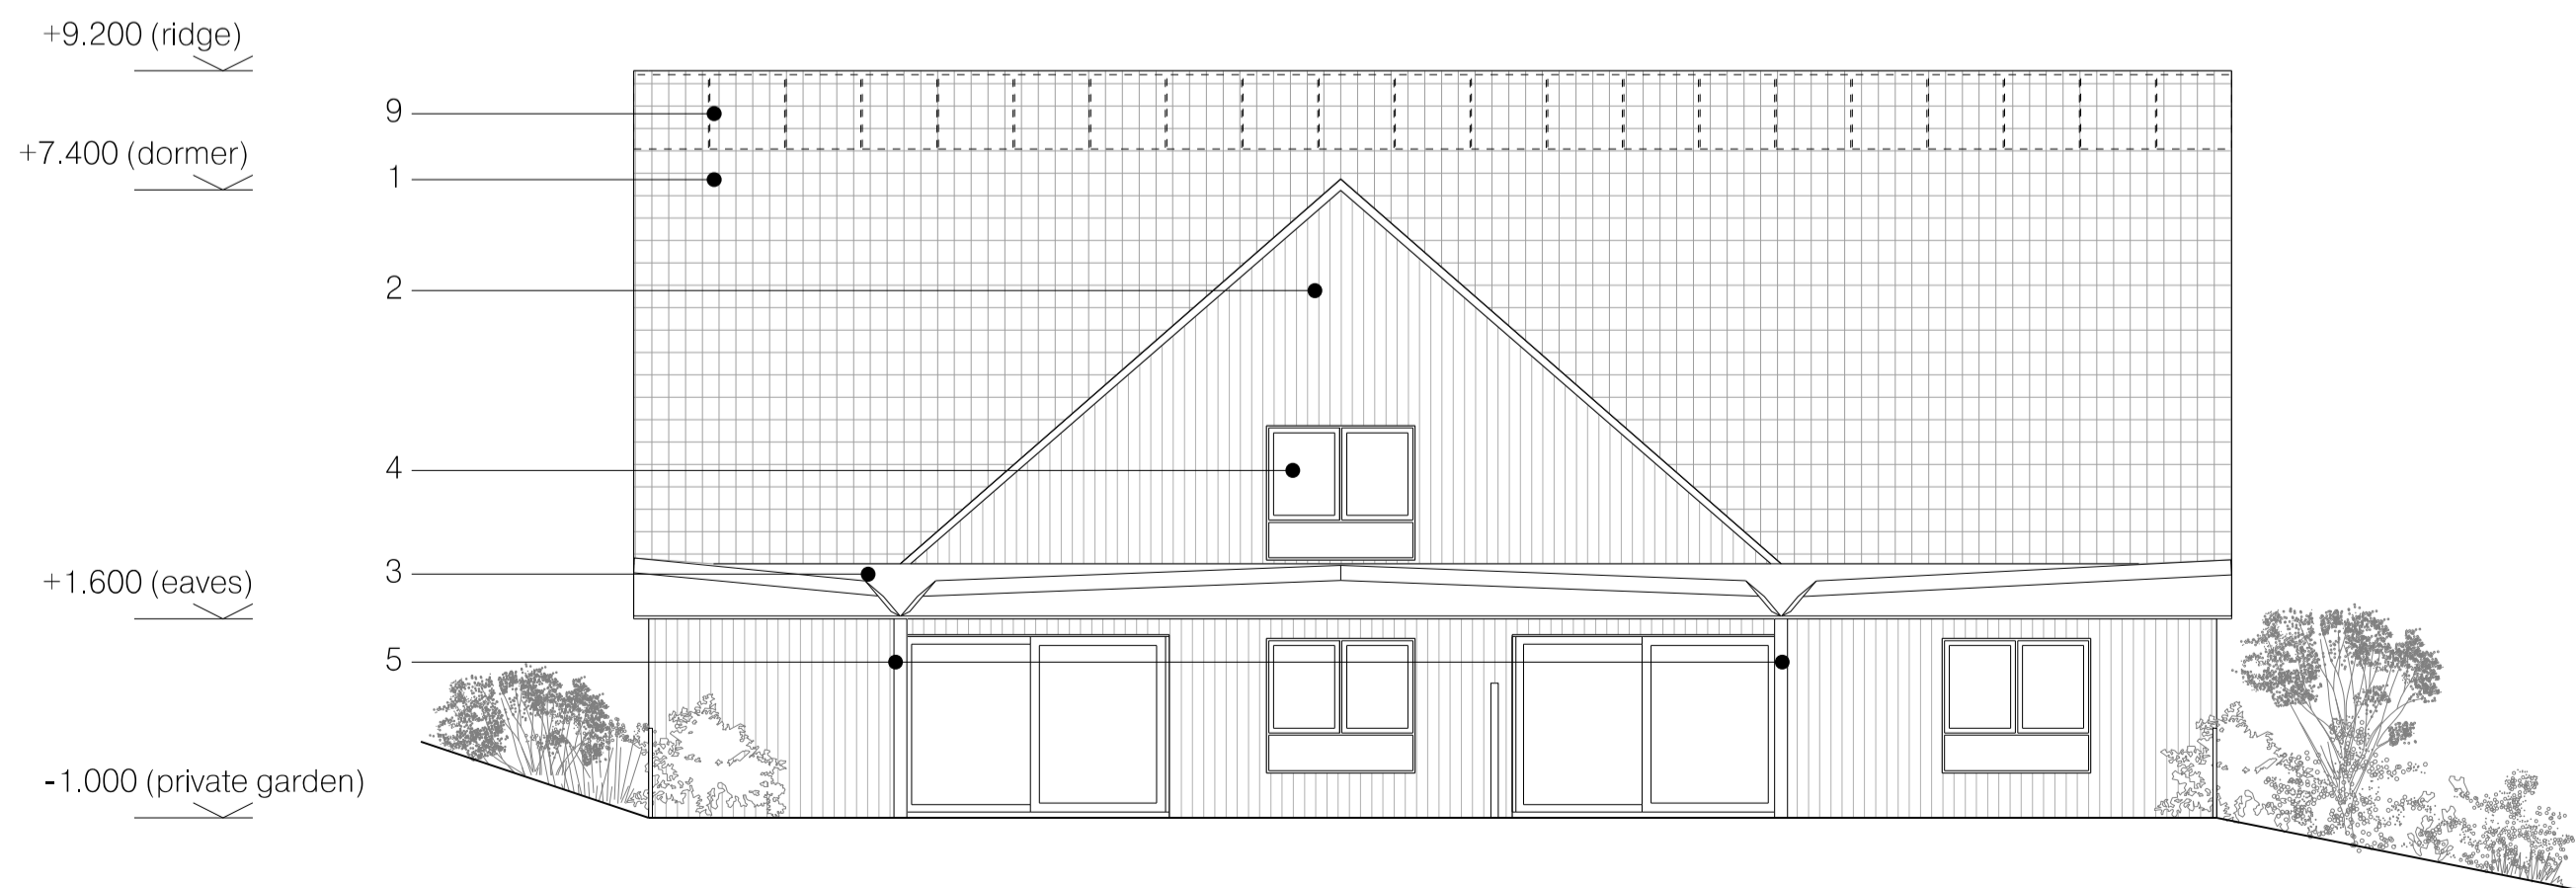 +9.200 (ridge)
9
+7.400 (dormer)
1
2
4
3
+1.600 (eaves)
5
-1.000 (private garden)